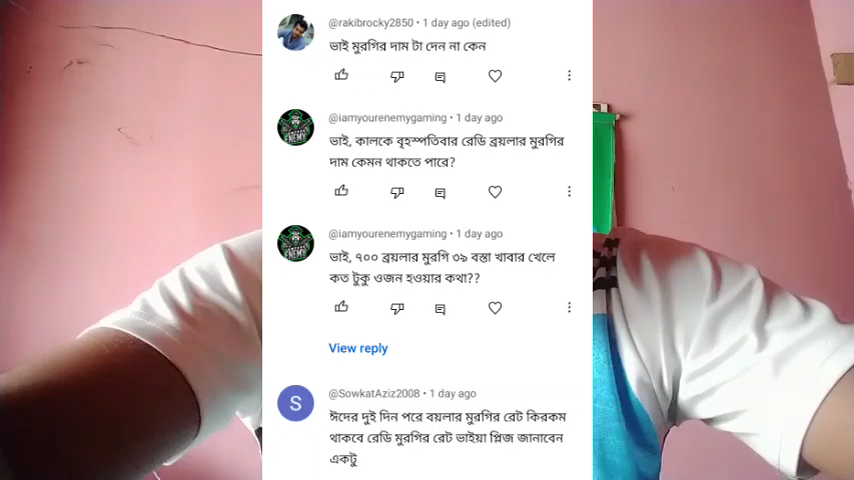 @rakibrocky2850 • 1 day ago (edited)
ভাই মুরগির দাম টা দেন না কেন
@iamyourenemygaming • 1 day ago
ভাই, কালকে বৃহস্পতিবার রেডি ব্রয়লার মুরগির
দাম কেমন থাকতে পারে?
@iamyourenemygaming • 1 day ago
ভাই, ৭০০ ব্রয়লার মুরগি ৩৯ বস্তা খাবার খেলে
কত টুকু ওজন হওয়ার কথা??
View reply
S
@SowkatAziz2008 • 1 day ago
ঈদের দুই দিন পরে বয়লার মুরগির রেট কিরকম
থাকবে রেডি মুরগির রেট ভাইয়া প্লিজ জানাবেন
একটু